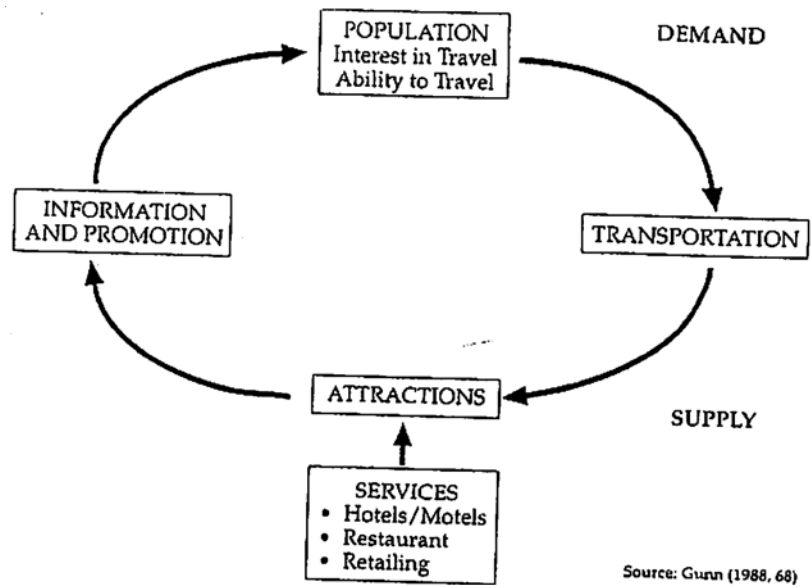 POPULATION
Interest in Travel
Ability to Travel
DEMAND
INFORMATION
AND PROMOTION
TRANSPORTATION
ATTRACTIONS
SUPPLY
SERVICES
• Hotels/Motels
• Restaurant
• Retailing
Source: Gunn (1988, 68)